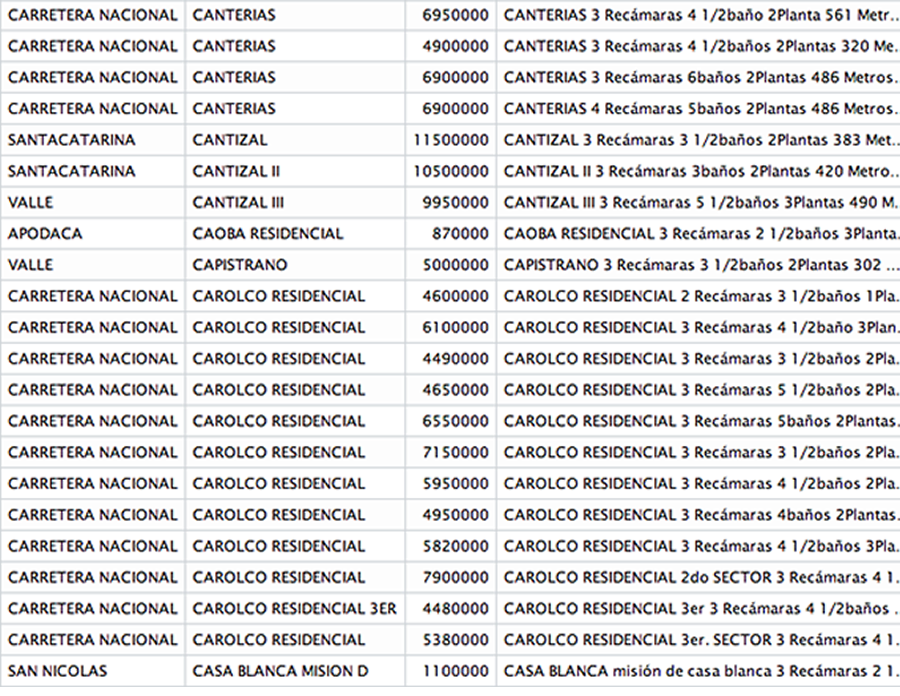 CARRETERA NACIONAL CANTERIAS 6950000 CANTERIAS 3 Recámaras 4 1/2baño 2Planta 561 Metr...
CARRETERA NACIONAL CANTERIAS 4900000 CANTERIAS 3 Recámaras 4 1/2baños 2Plantas 320 Me...
CARRETERA NACIONAL CANTERIAS 6900000 CANTERIAS 3 Recámaras 6baños 2Plantas 486 Metros...
CARRETERA NACIONAL CANTERIAS 6900000 CANTERIAS 4 Recámaras 5baños 2Plantas 486 Metros...
SANTACATARINA CANTIZAL 11500000 CANTIZAL 3 Recámaras 3 1/2baños 2Plantas 383 Met...
SANTACATARINA CANTIZAL II 10500000 CANTIZAL II 3 Recámaras 3baños 2Plantas 420 Metro...
VALLE CANTIZAL III 9950000 CANTIZAL III 3 Recámaras 5 1/2baños 3Plantas 490 M...
APODACA CAOBA RESIDENCIAL 870000 CAOBA RESIDENCIAL 3 Recámaras 2 1/2baños 3Planta...
VALLE CAPISTRANO 5000000 CAPISTRANO 3 Recámaras 3 1/2baños 2Plantas 302 ...
CARRETERA NACIONAL CAROLCO RESIDENCIAL 4600000 CAROLCO RESIDENCIAL 2 Recámaras 3 1/2baños 1Pla...
CARRETERA NACIONAL CAROLCO RESIDENCIAL 6100000 CAROLCO RESIDENCIAL 3 Recámaras 4 1/2baño 3Plan...
CARRETERA NACIONAL CAROLCO RESIDENCIAL 4490000 CAROLCO RESIDENCIAL 3 Recámaras 3 1/2baños 2Pla...
CARRETERA NACIONAL CAROLCO RESIDENCIAL 4650000 CAROLCO RESIDENCIAL 3 Recámaras 5 1/2baños 2Pla...
CARRETERA NACIONAL CAROLCO RESIDENCIAL 6550000 CAROLCO RESIDENCIAL 3 Recámaras 5baños 2Plantas...
CARRETERA NACIONAL CAROLCO RESIDENCIAL 7150000 CAROLCO RESIDENCIAL 3 Recámaras 3 1/2baños 2Pla...
CARRETERA NACIONAL CAROLCO RESIDENCIAL 5950000 CAROLCO RESIDENCIAL 3 Recámaras 4 1/2baños 2Pla...
CARRETERA NACIONAL CAROLCO RESIDENCIAL 4950000 CAROLCO RESIDENCIAL 3 Recámaras 4baños 2Plantas...
CARRETERA NACIONAL CAROLCO RESIDENCIAL 5820000 CAROLCO RESIDENCIAL 3 Recámaras 4 1/2baños 3Pla...
CARRETERA NACIONAL CAROLCO RESIDENCIAL 7900000 CAROLCO RESIDENCIAL 2do SECTOR 3 Recámaras 4 1...
CARRETERA NACIONAL CAROLCO RESIDENCIAL 3ER 4480000 CAROLCO RESIDENCIAL 3er 3 Recámaras 4 1/2baños ...
CARRETERA NACIONAL CAROLCO RESIDENCIAL 5380000 CAROLCO RESIDENCIAL 3er. SECTOR 3 Recámaras 4 1...
SAN NICOLAS CASA BLANCA MISION D 1100000 CASA BLANCA misión de casa blanca 3 Recámaras 2 1...